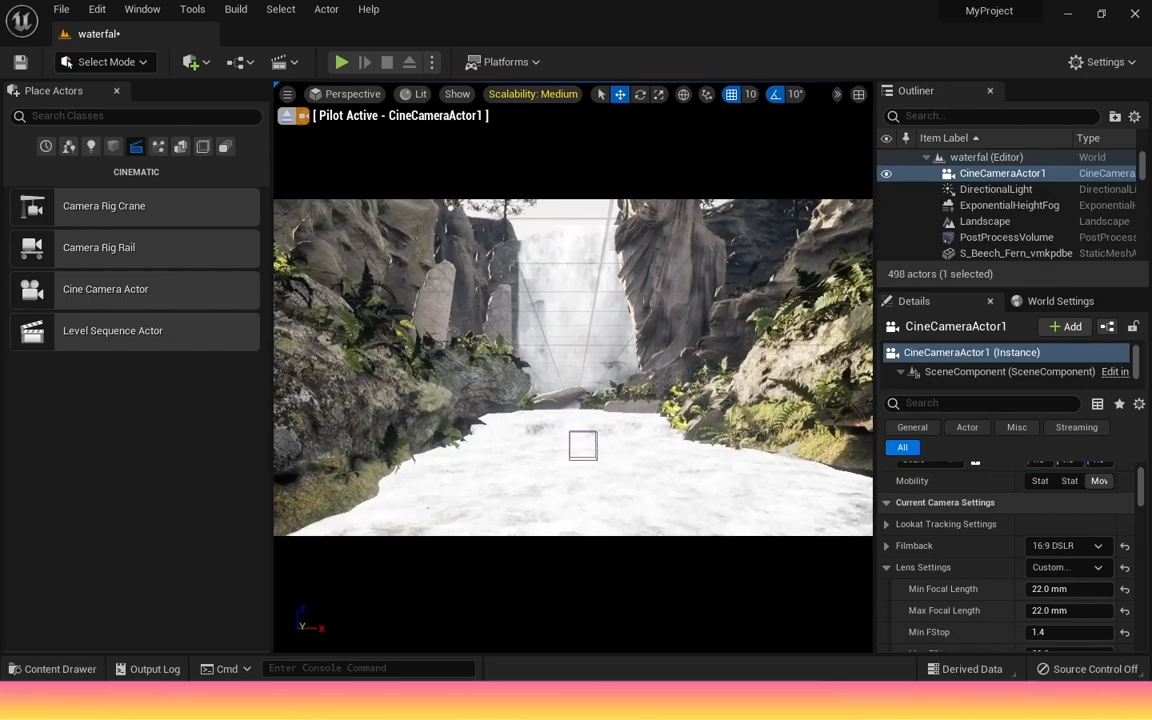 File Edit Window Tools Build Select Actor Help
MyProject
waterfal*
Select Mode
Platforms
Settings
Place Actors
Search Classes
CINEMATIC
Camera Rig Crane
Camera Rig Rail
Cine Camera Actor
Level Sequence Actor
Perspective Lit Show Scalability: Medium 10 10°
[ Pilot Active - CineCameraActor1 ]
Z
Y X
Outliner
Search...
Item Label Type
waterfal (Editor) World
CineCameraActor1 CineCamera
DirectionalLight DirectionalLi
ExponentialHeightFog Exponential
Landscape Landscape
PostProcessVolume PostProcess
S_Beech_Fern_vmkpdbe StaticMeshA
498 actors (1 selected)
Details World Settings
CineCameraActor1
Add
CineCameraActor1 (Instance)
SceneComponent (SceneComponent) Edit in
Search
General Actor Misc Streaming
All
Mobility Stat Stat Mov
Current Camera Settings
Lookat Tracking Settings
Filmback 16:9 DSLR
Lens Settings Custom...
Min Focal Length 22.0 mm
Max Focal Length 22.0 mm
Min FStop 1.4
Content Drawer Output Log Cmd Enter Console Command Derived Data Source Control Off